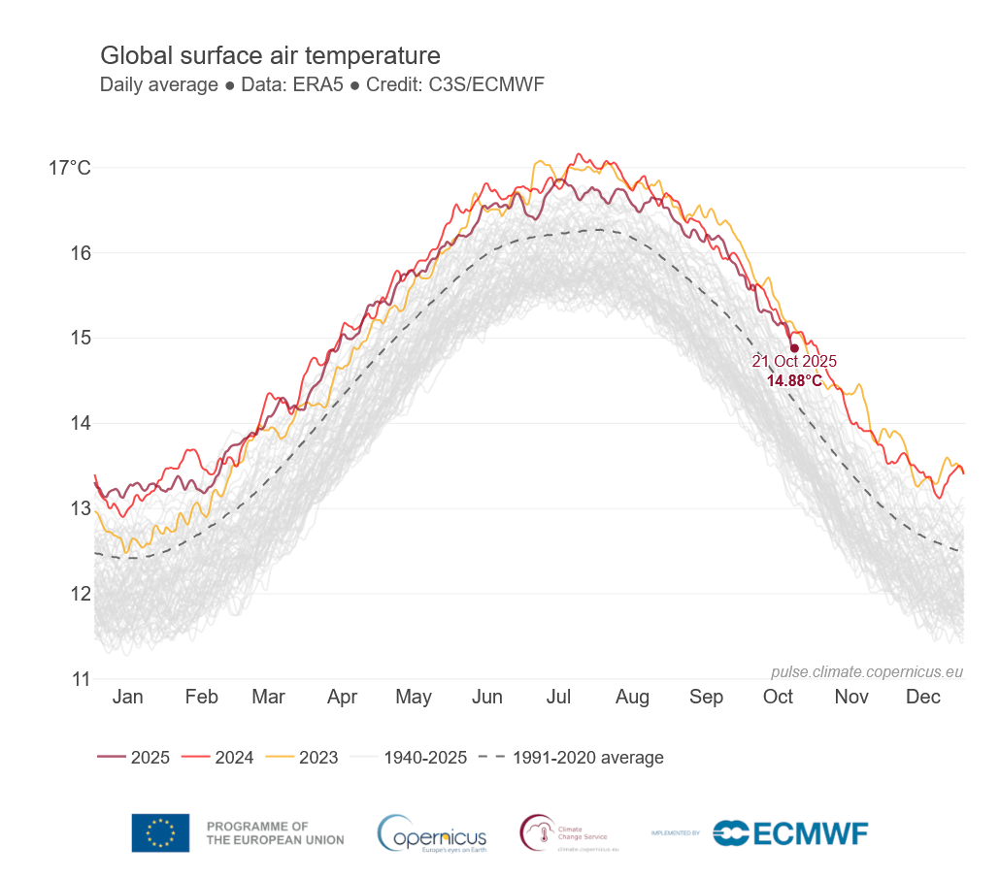 Global surface air temperature
Daily average ● Data: ERA5 ● Credit: C3S/ECMWF
17°C
16
15
14
13
12
11
21 Oct 2025
14.88°C
pulse.climate.copernicus.eu
Jan Feb Mar Apr May Jun Jul Aug Sep Oct Nov Dec
2025 2024 2023 1940-2025 1991-2020 average
PROGRAMME OF
THE EUROPEAN UNION
opernicus
Europe's eyes on Earth
Climate
Change Service
climate.copernicus.eu
IMPLEMENTED BY
ECMWF